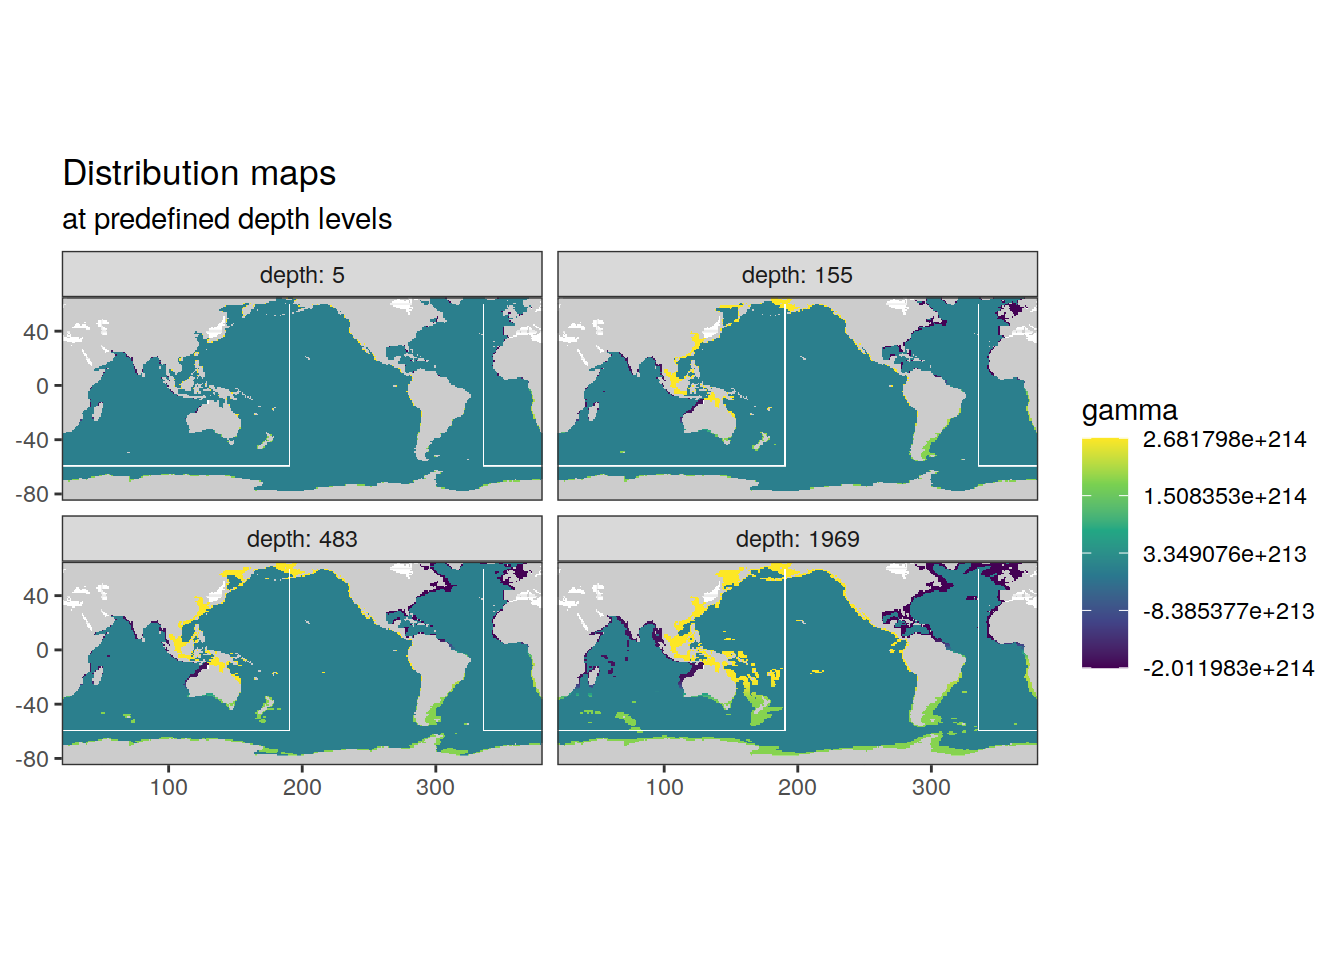 Distribution maps
at predefined depth levels
depth: 5
depth: 155
40
0
-40
-80
depth: 483
depth: 1969
40
0
-40
-80
100
200
300
100
200
300
gamma
2.681798e+214
1.508353e+214
3.349076e+213
-8.385377e+213
-2.011983e+214